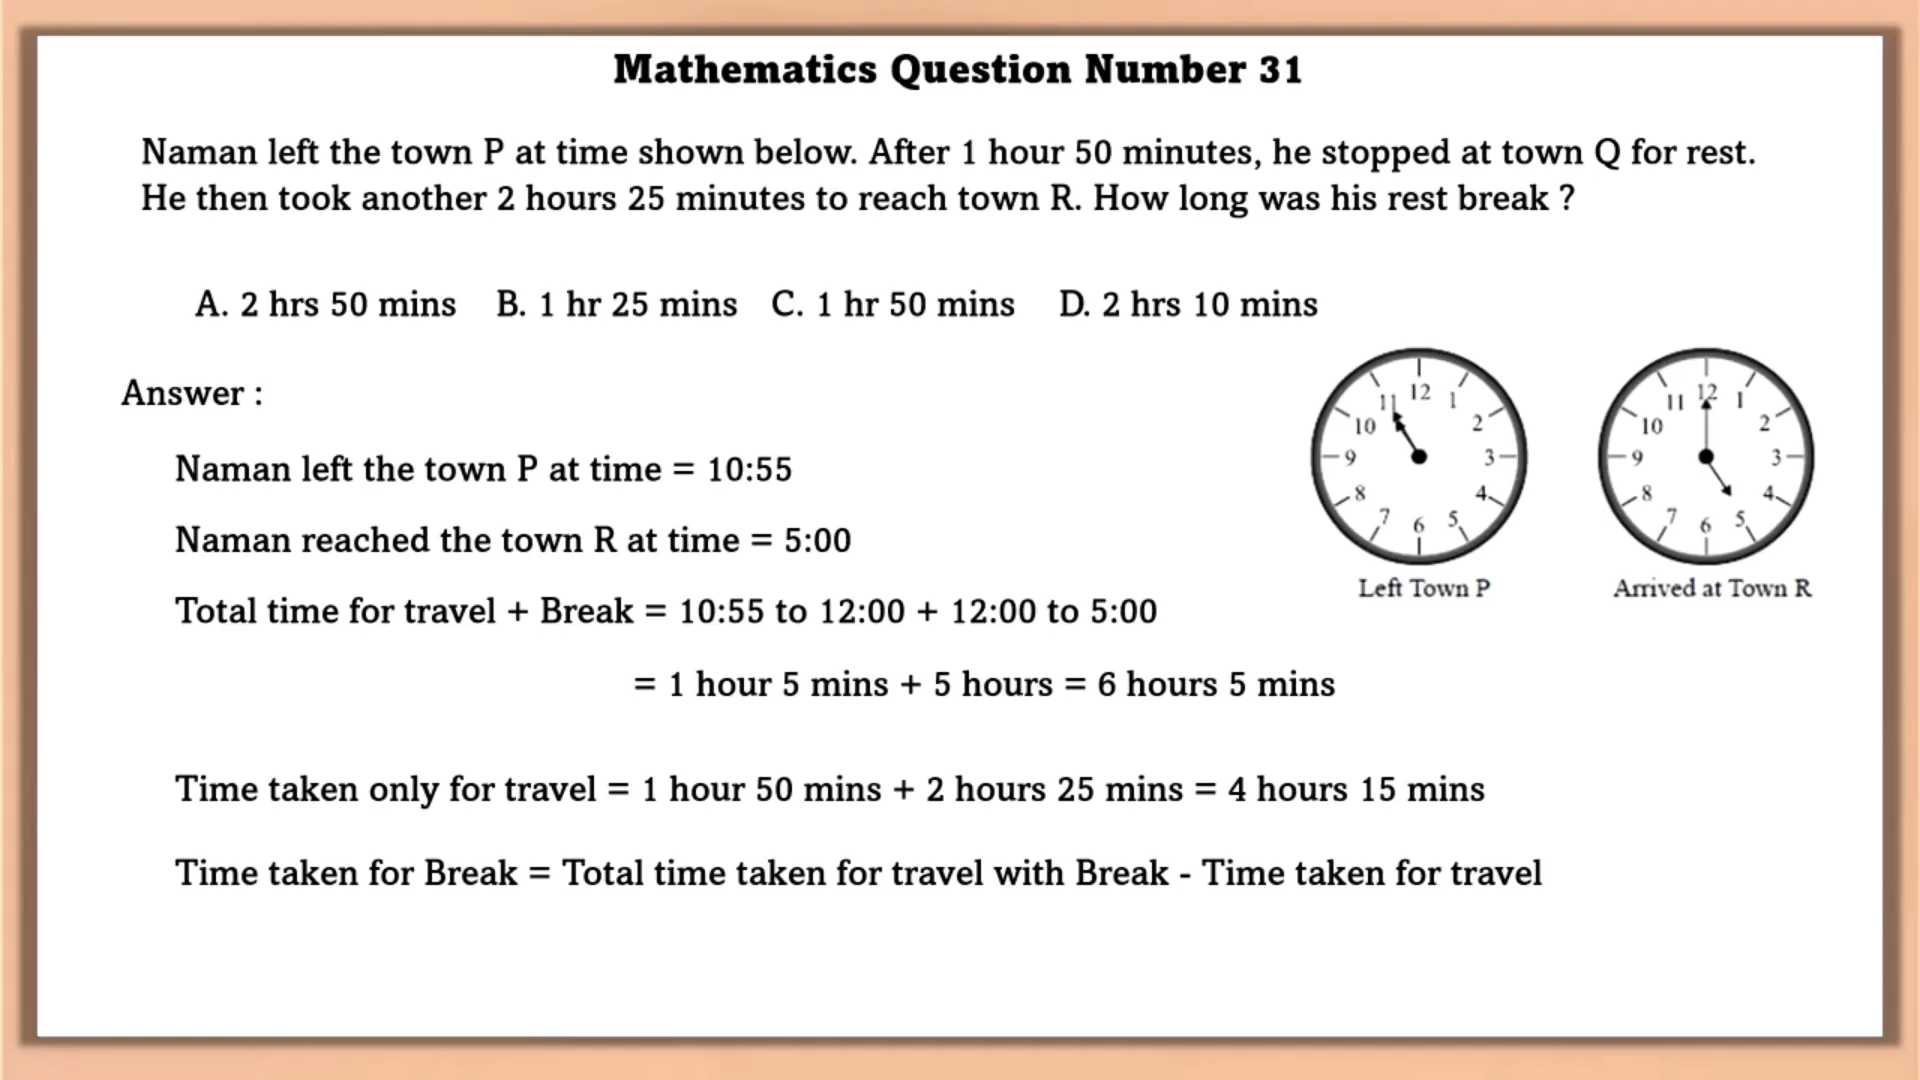 Mathematics Question Number 31
Naman left the town P at time shown below. After 1 hour 50 minutes, he stopped at town Q for rest.
He then took another 2 hours 25 minutes to reach town R. How long was his rest break ?
A. 2 hrs 50 mins B. 1 hr 25 mins C. 1 hr 50 mins D. 2 hrs 10 mins
Answer :
Naman left the town P at time = 10:55
Naman reached the town R at time = 5:00
Total time for travel + Break = 10:55 to 12:00 + 12:00 to 5:00
= 1 hour 5 mins + 5 hours = 6 hours 5 mins
Time taken only for travel = 1 hour 50 mins + 2 hours 25 mins = 4 hours 15 mins
Time taken for Break = Total time taken for travel with Break - Time taken for travel
12 1 2 3 4 5 6 7 8 9 10 11
Left Town P
12 1 2 3 4 5 6 7 8 9 10 11
Arrived at Town R